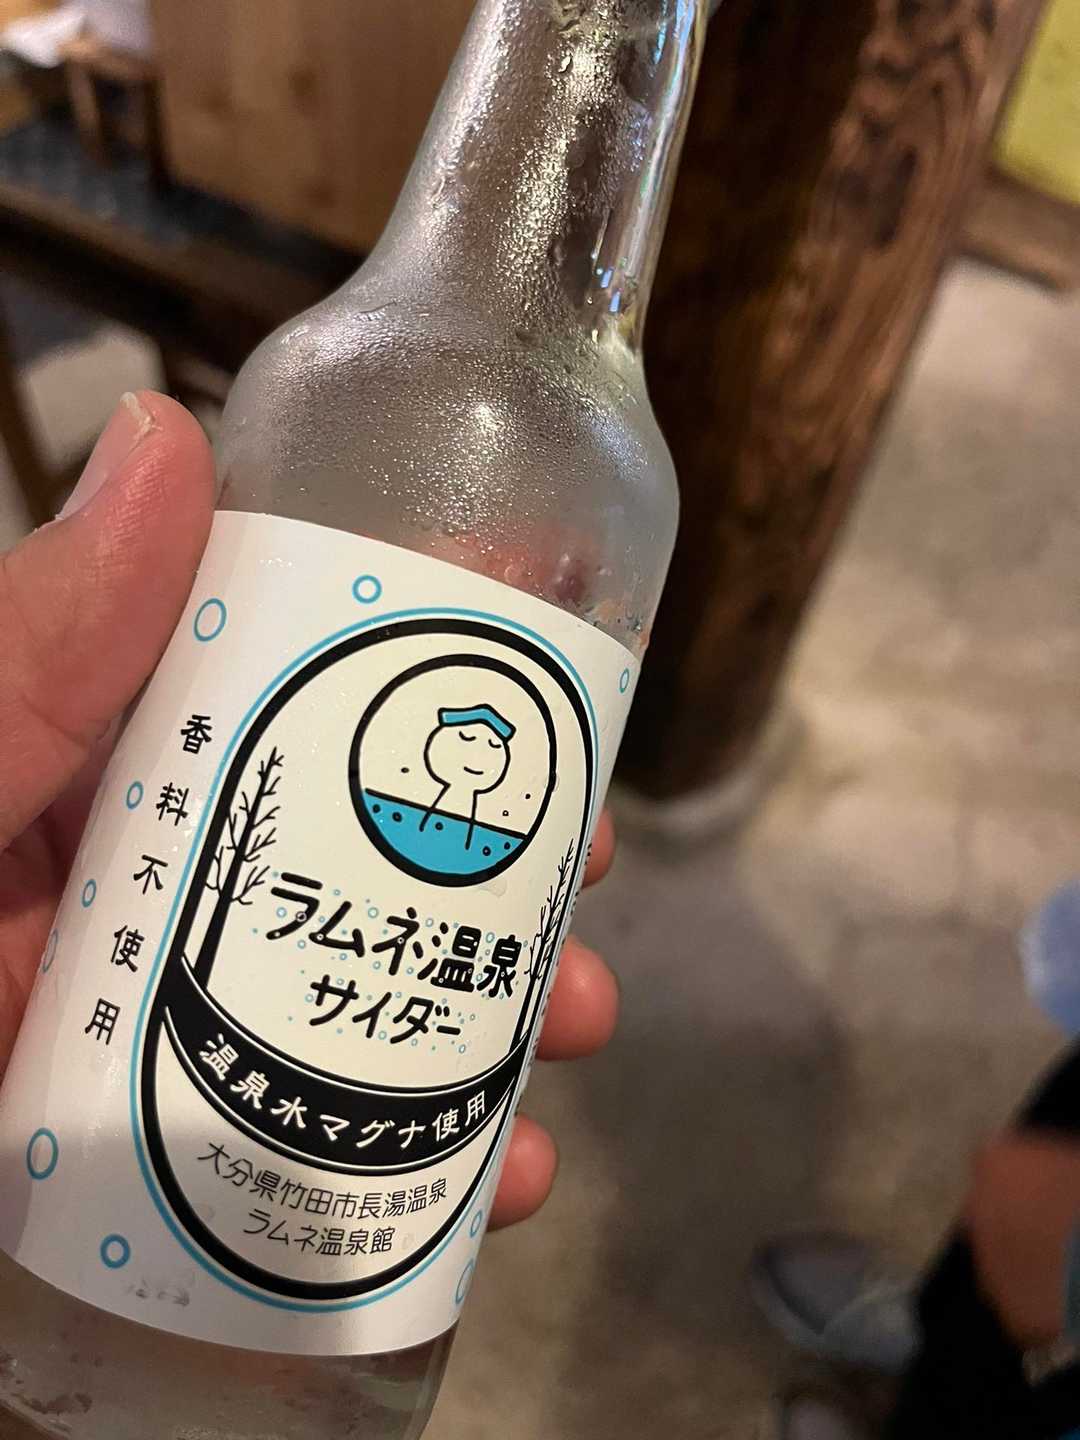 香料不使用
ラムネ温泉
サイダー
温泉水マグナ使用
大分県竹田市長湯温泉
ラムネ温泉館